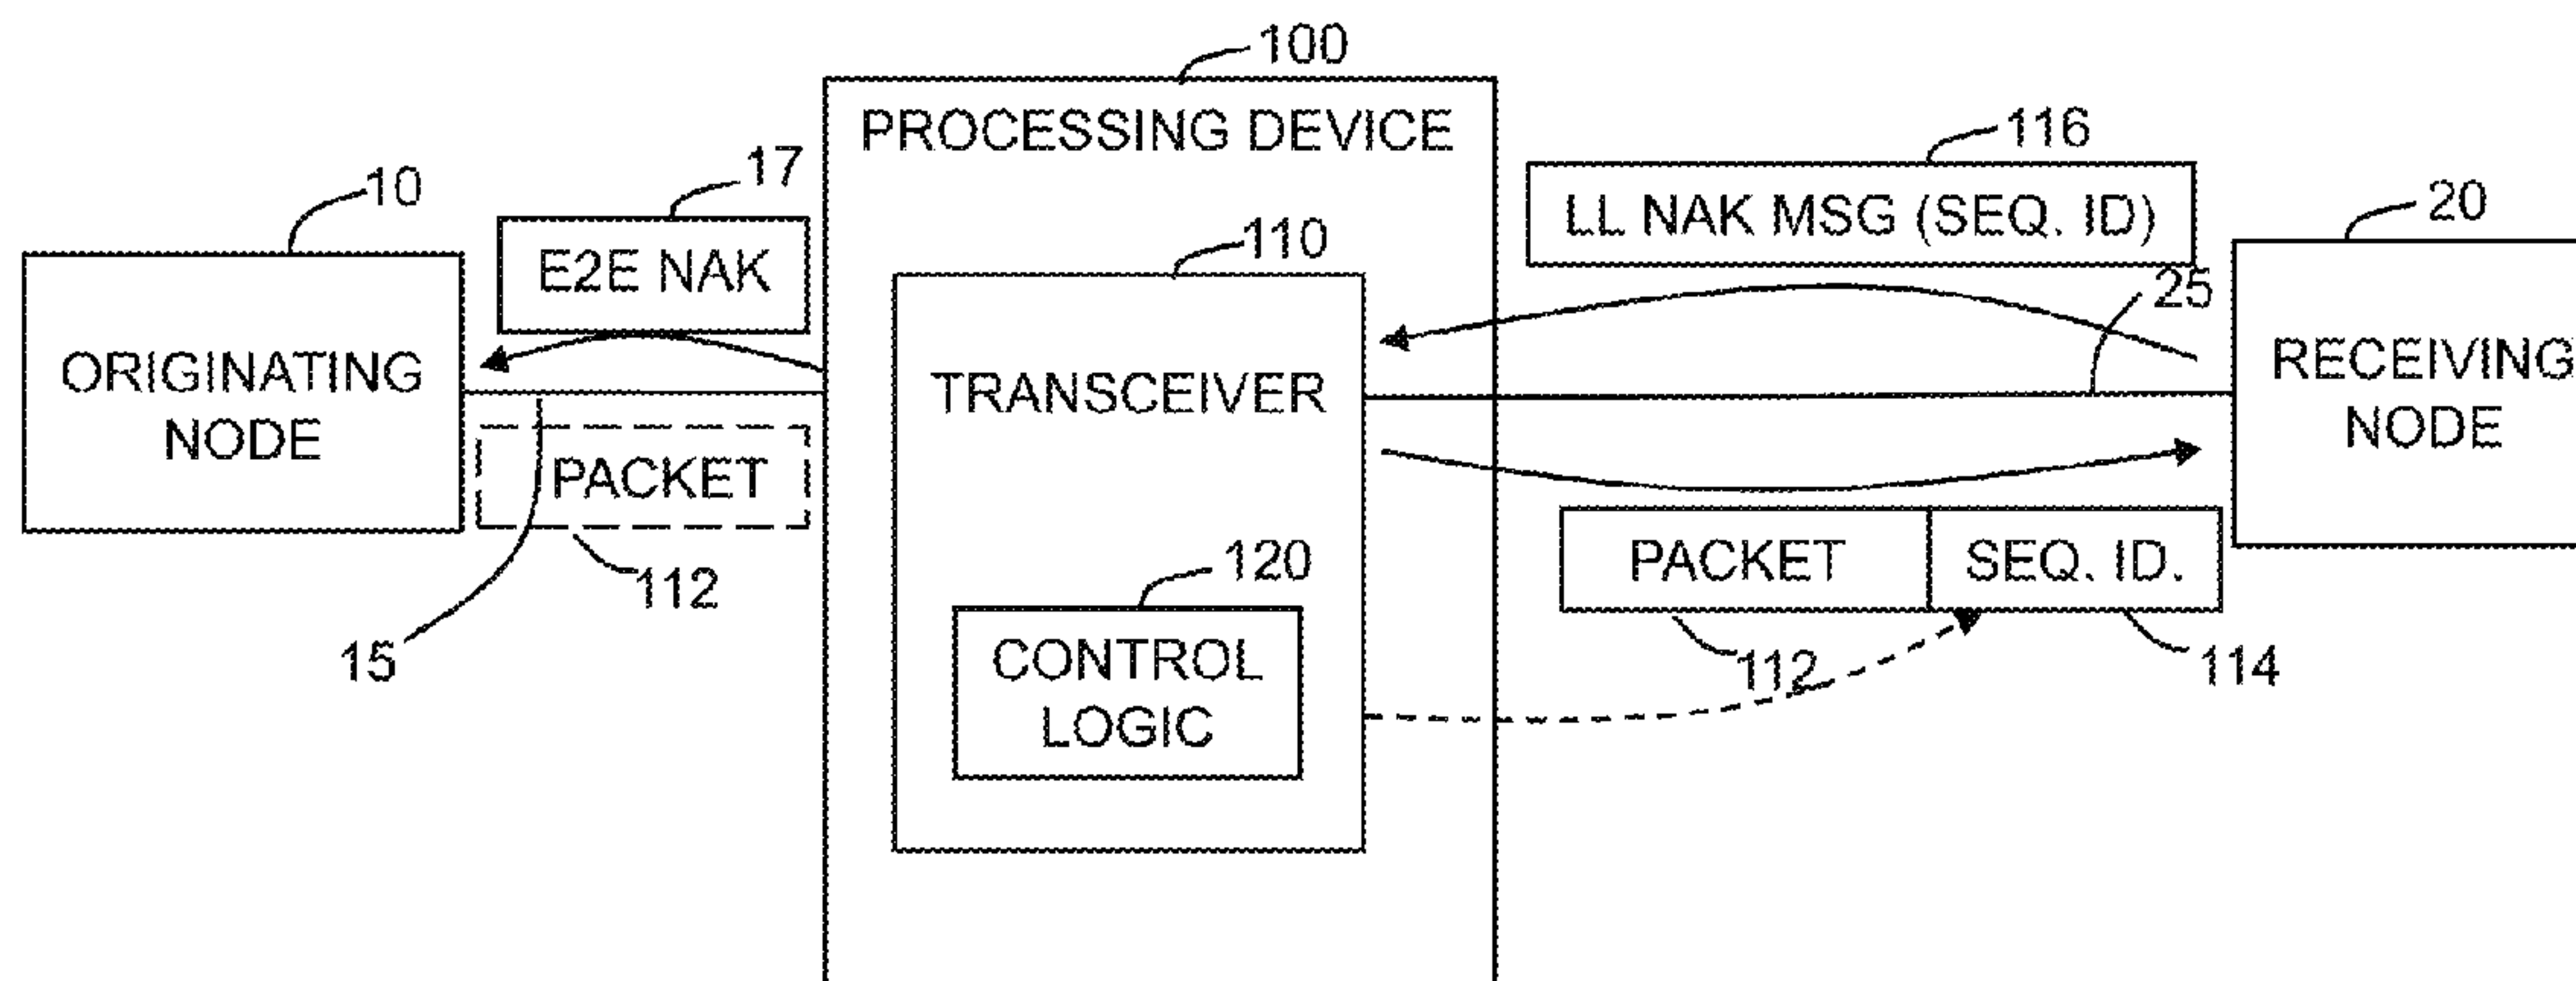 100
PROCESSING DEVICE
116
17
LL NAK MSG (SEQ. ID)
10
20
E2E NAK
110
25
ORIGINATING
NODE
TRANSCEIVER
RECEIVING
NODE
PACKET
112
15
120
CONTROL
LOGIC
PACKET
SEQ. ID.
112
114